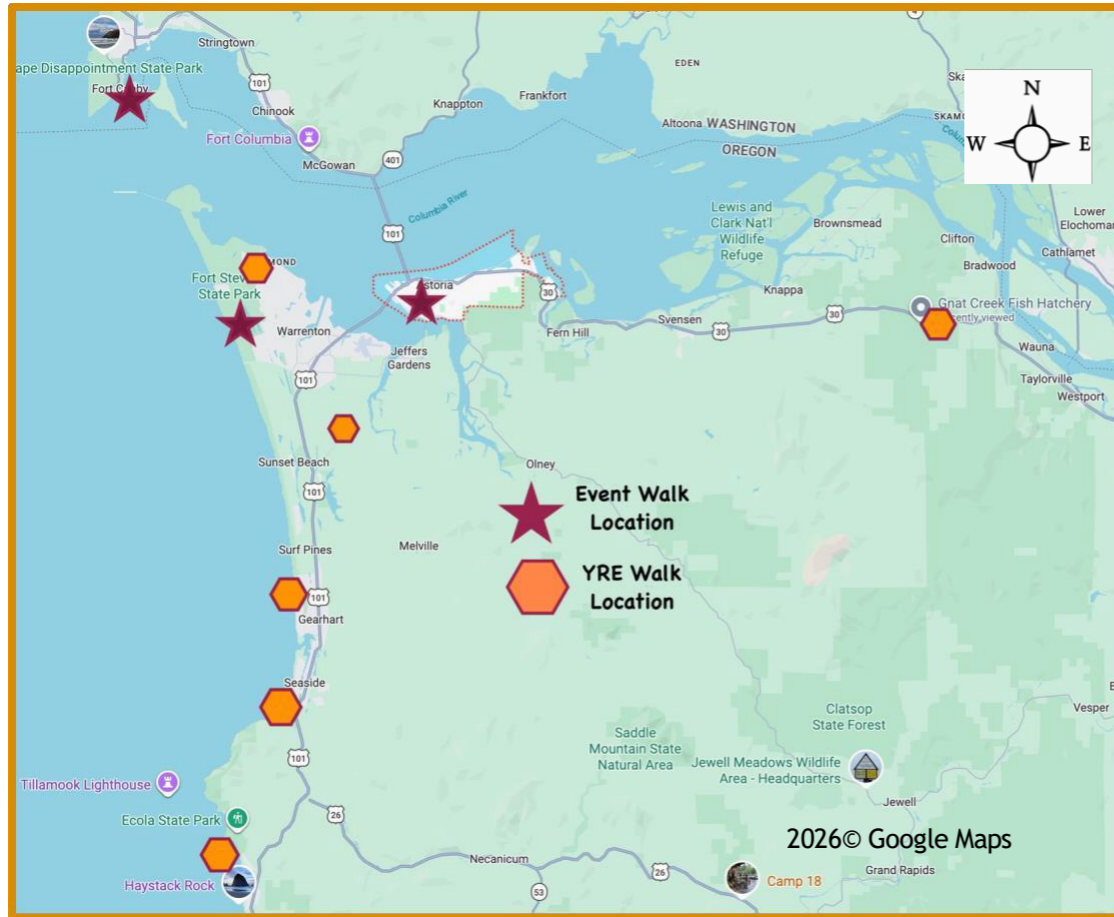 Stringtown
ape Disappointment State Park
101
Chinook
Fort Columbia
McGowan
Knappton
Frankfort
EDEN
4
Altoona
WASHINGTON
OREGON
SKAMO
N
W
E
401
Columbia River
101
Lewis and
Clark Nat'l
Wildlife
Refuge
Brownsmead
Lower
Elochoman
Clifton
Cathlamet
Bradwood
MOND
Fort Stev
State Park
storia
30
Knappa
Gnat Creek Fish Hatchery
ently viewed
Warrenton
Fern Hill
Svensen
30
30
Wauna
Jeffers
Gardens
Taylorville
Westport
101
Sunset Beach
Olney
101
Event Walk
Location
Surf Pines
Melville
YRE Walk
Location
101
Gearhart
Seaside
101
Clatsop
State Forest
Vesper
Saddle
Mountain State
Natural Area
Jewell Meadows Wildlife
Area - Headquarters
Tillamook Lighthouse
Jewell
Ecola State Park
26
2026© Google Maps
Necanicum
26
Grand Rapids
Haystack Rock
53
Camp 18